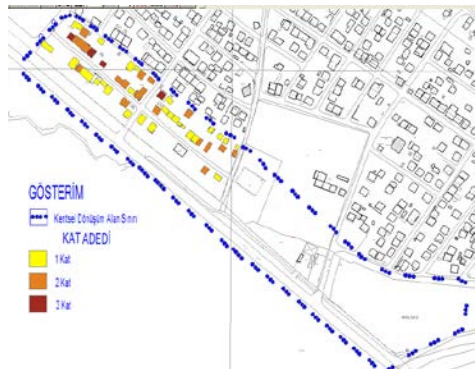 GÖSTERİM
Kentsel Dönüşüm Alan Sınırı
KAT ADEDİ
1 Kat
2 Kat
3 Kat